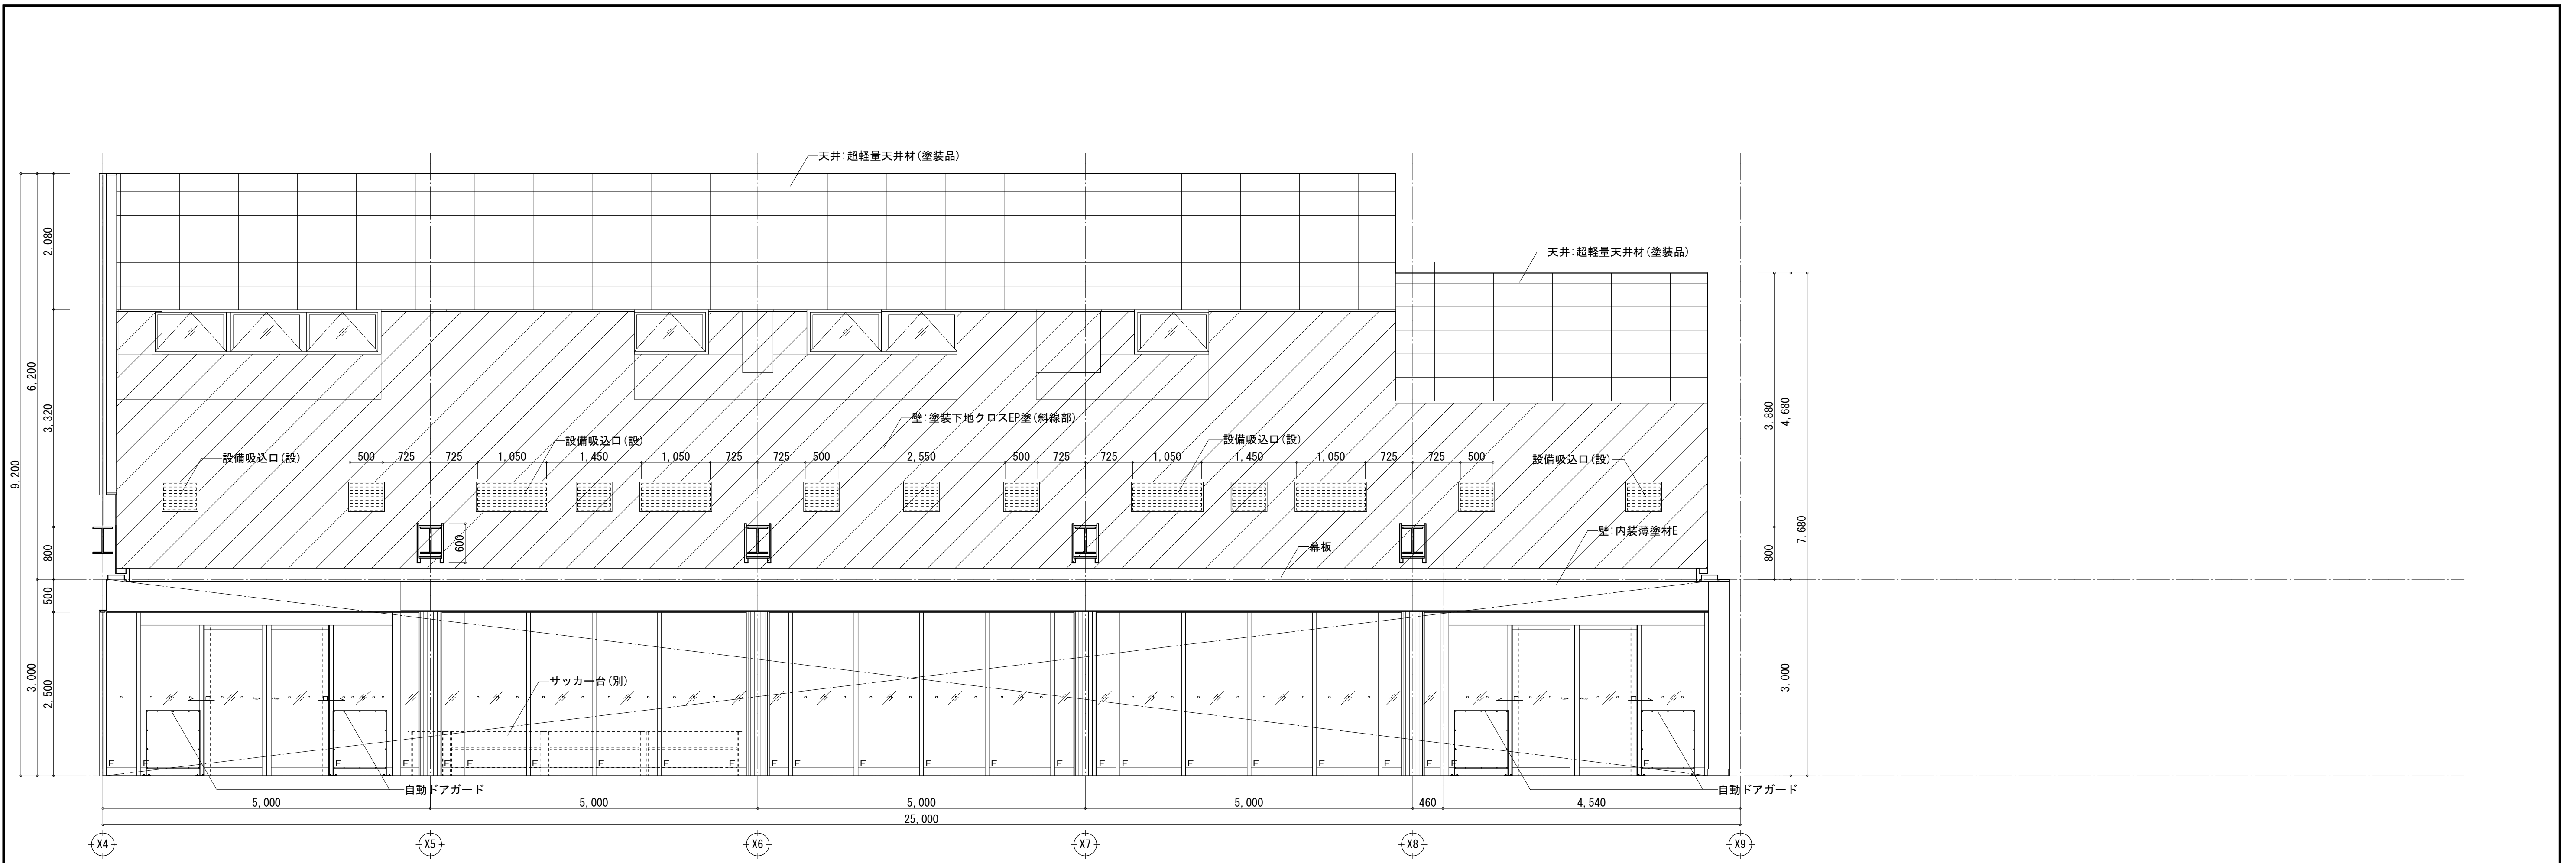 天井:超軽量天井材(塗装品)
天井:超軽量天井材(塗装品)
2,080
6,200
3,320
9,200
800
500
3,000
2,500
壁:塗装下地クロスEP塗(斜線部)
設備吸込口(設)
設備吸込口(設)
設備吸込口(設)
設備吸込口(設)
500 725 725 1,050 1,450 1,050 725 725 500 2,550 500 725 725 1,050 1,450 1,050 725 725 500
600
3,880
4,680
7,680
800
3,000
壁:内装薄塗材E
幕板
サッカー台(別)
F F F F F F F F F F F F F F F F F F F F F F F
自動ドアガード
自動ドアガード
5,000 5,000 5,000 5,000 460 4,540
25,000
X4 X5 X6 X7 X8 X9